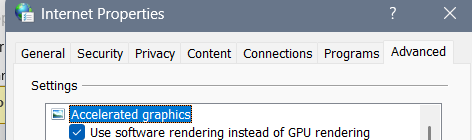 Internet Properties ?
General Security Privacy Content Connections Programs Advanced
Settings
Accelerated graphics
Use software rendering instead of GPU rendering